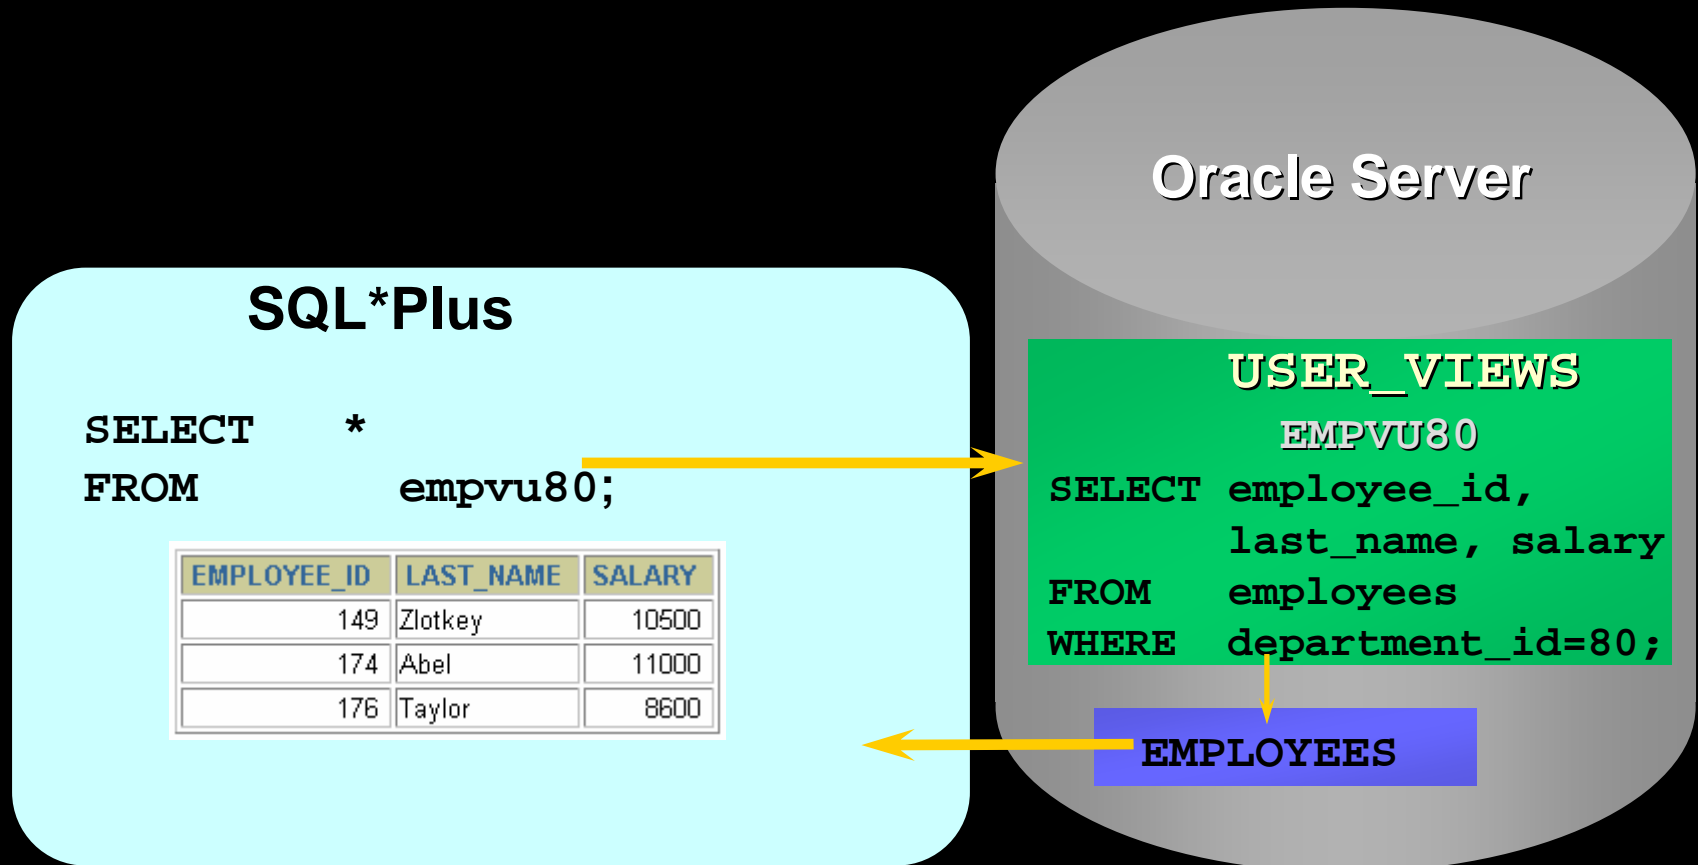 Oracle Server
SQL*Plus
SELECT *
FROM empvu80;
EMPLOYEE_ID LAST_NAME SALARY
149 Zlotkey 10500
174 Abel 11000
176 Taylor 8600
USER_VIEWS
EMPVU80
SELECT employee_id,
last_name, salary
FROM employees
WHERE department_id=80;
EMPLOYEES